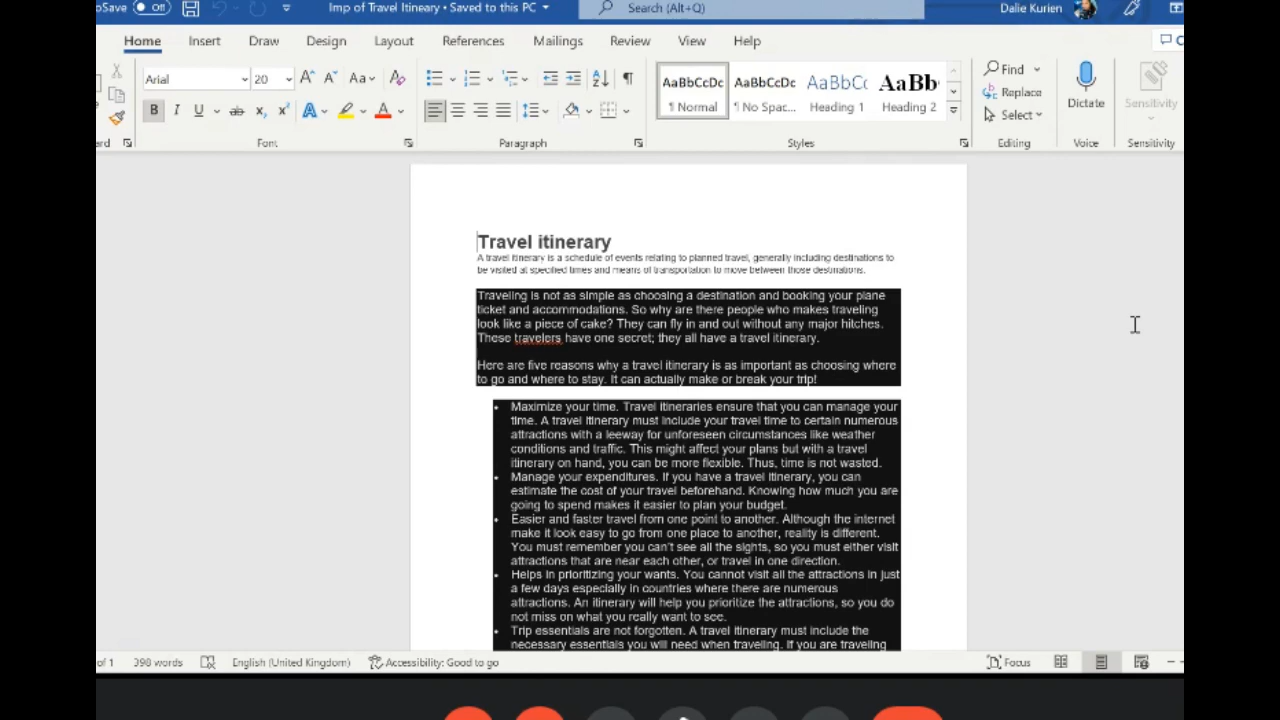 oSave Off Imp of Travel Itineary • Saved to this PC Search (Alt+Q) Dalie Kurien
Home Insert Draw Design Layout References Mailings Review View Help
Arial 20 Aa AaBbCcDc AaBbCcDc AaBbCc AaBb Find
Replace Dictate Sensitivity
¶ Normal ¶ No Spac... Heading 1 Heading 2 Select
ard Font Paragraph Styles Editing Voice Sensitivity
Travel itinerary
A travel itinerary is a schedule of events relating to planned travel, generally including destinations to
be visited at specified times and means of transportation to move between those destinations.
Traveling is not as simple as choosing a destination and booking your plane
ticket and accommodations. So why are there people who makes traveling
look like a piece of cake? They can fly in and out without any major hitches.
These travelers have one secret; they all have a travel itinerary.
Here are five reasons why a travel itinerary is as important as choosing where
to go and where to stay. It can actually make or break your trip!
• Maximize your time. Travel itineraries ensure that you can manage your
time. A travel itinerary must include your travel time to certain numerous
attractions with a leeway for unforeseen circumstances like weather
conditions and traffic. This might affect your plans but with a travel
itinerary on hand, you can be more flexible. Thus, time is not wasted.
• Manage your expenditures. If you have a travel itinerary, you can
estimate the cost of your travel beforehand. Knowing how much you are
going to spend makes it easier to plan your budget.
• Easier and faster travel from one point to another. Although the internet
make it look easy to go from one place to another, reality is different.
You must remember you can't see all the sights, so you must either visit
attractions that are near each other, or travel in one direction.
• Helps in prioritizing your wants. You cannot visit all the attractions in just
a few days especially in countries where there are numerous
attractions. An itinerary will help you prioritize the attractions, so you do
not miss on what you really want to see.
• Trip essentials are not forgotten. A travel itinerary must include the
necessary essentials you will need when traveling. If you are traveling
of 1 398 words English (United Kingdom) Accessibility: Good to go Focus